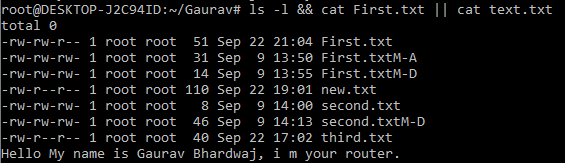 root@DESKTOP-J2C94ID:~/Gaurav# ls -l && cat First.txt || cat text.txt
total 0
-rw-rw-r-- 1 root root  51 Sep 22 21:04 First.txt
-rw-rw-rw- 1 root root  31 Sep  9 13:50 First.txtM-A
-rw-rw-rw- 1 root root  14 Sep  9 13:55 First.txtM-D
-rw-r--r-- 1 root root 110 Sep 22 19:01 new.txt
-rw-rw-rw- 1 root root   8 Sep  9 14:00 second.txt
-rw-rw-rw- 1 root root  46 Sep  9 14:13 second.txtM-D
-rw-rw-r-- 1 root root  40 Sep 22 17:02 third.txt
Hello My name is Gaurav Bhardwaj, i m your router.